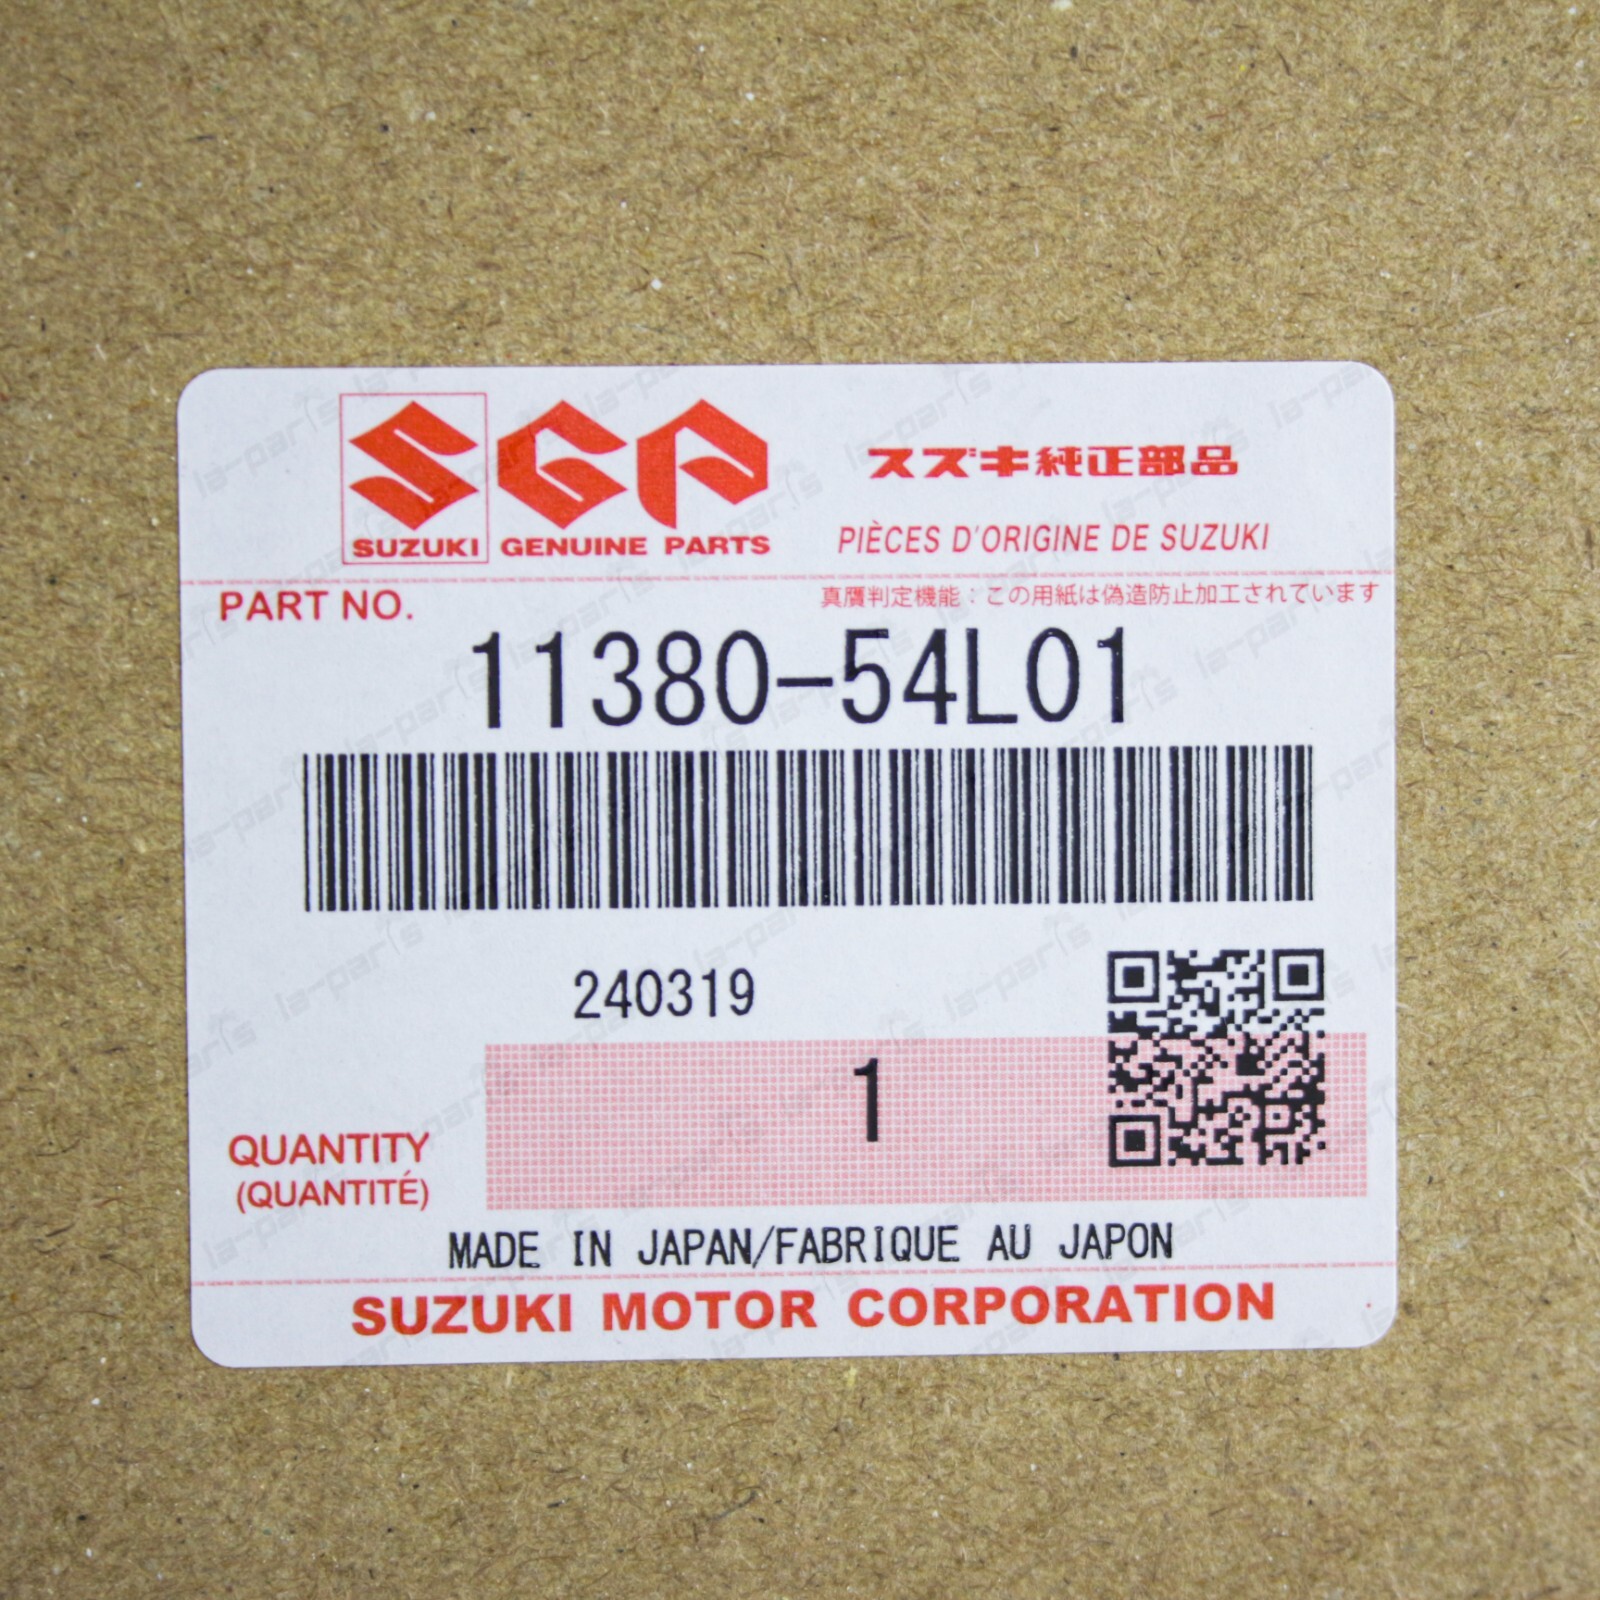 SGP
SUZUKI GENUINE PARTS
スズキ純正部品
PIÈCES D'ORIGINE DE SUZUKI
PART NO.
真贋判定機能：この用紙は偽造防止加工されています
11380-54L01
240319
1
QUANTITY
(QUANTITÉ)
MADE IN JAPAN/FABRIQUE AU JAPON
SUZUKI MOTOR CORPORATION
la-parts